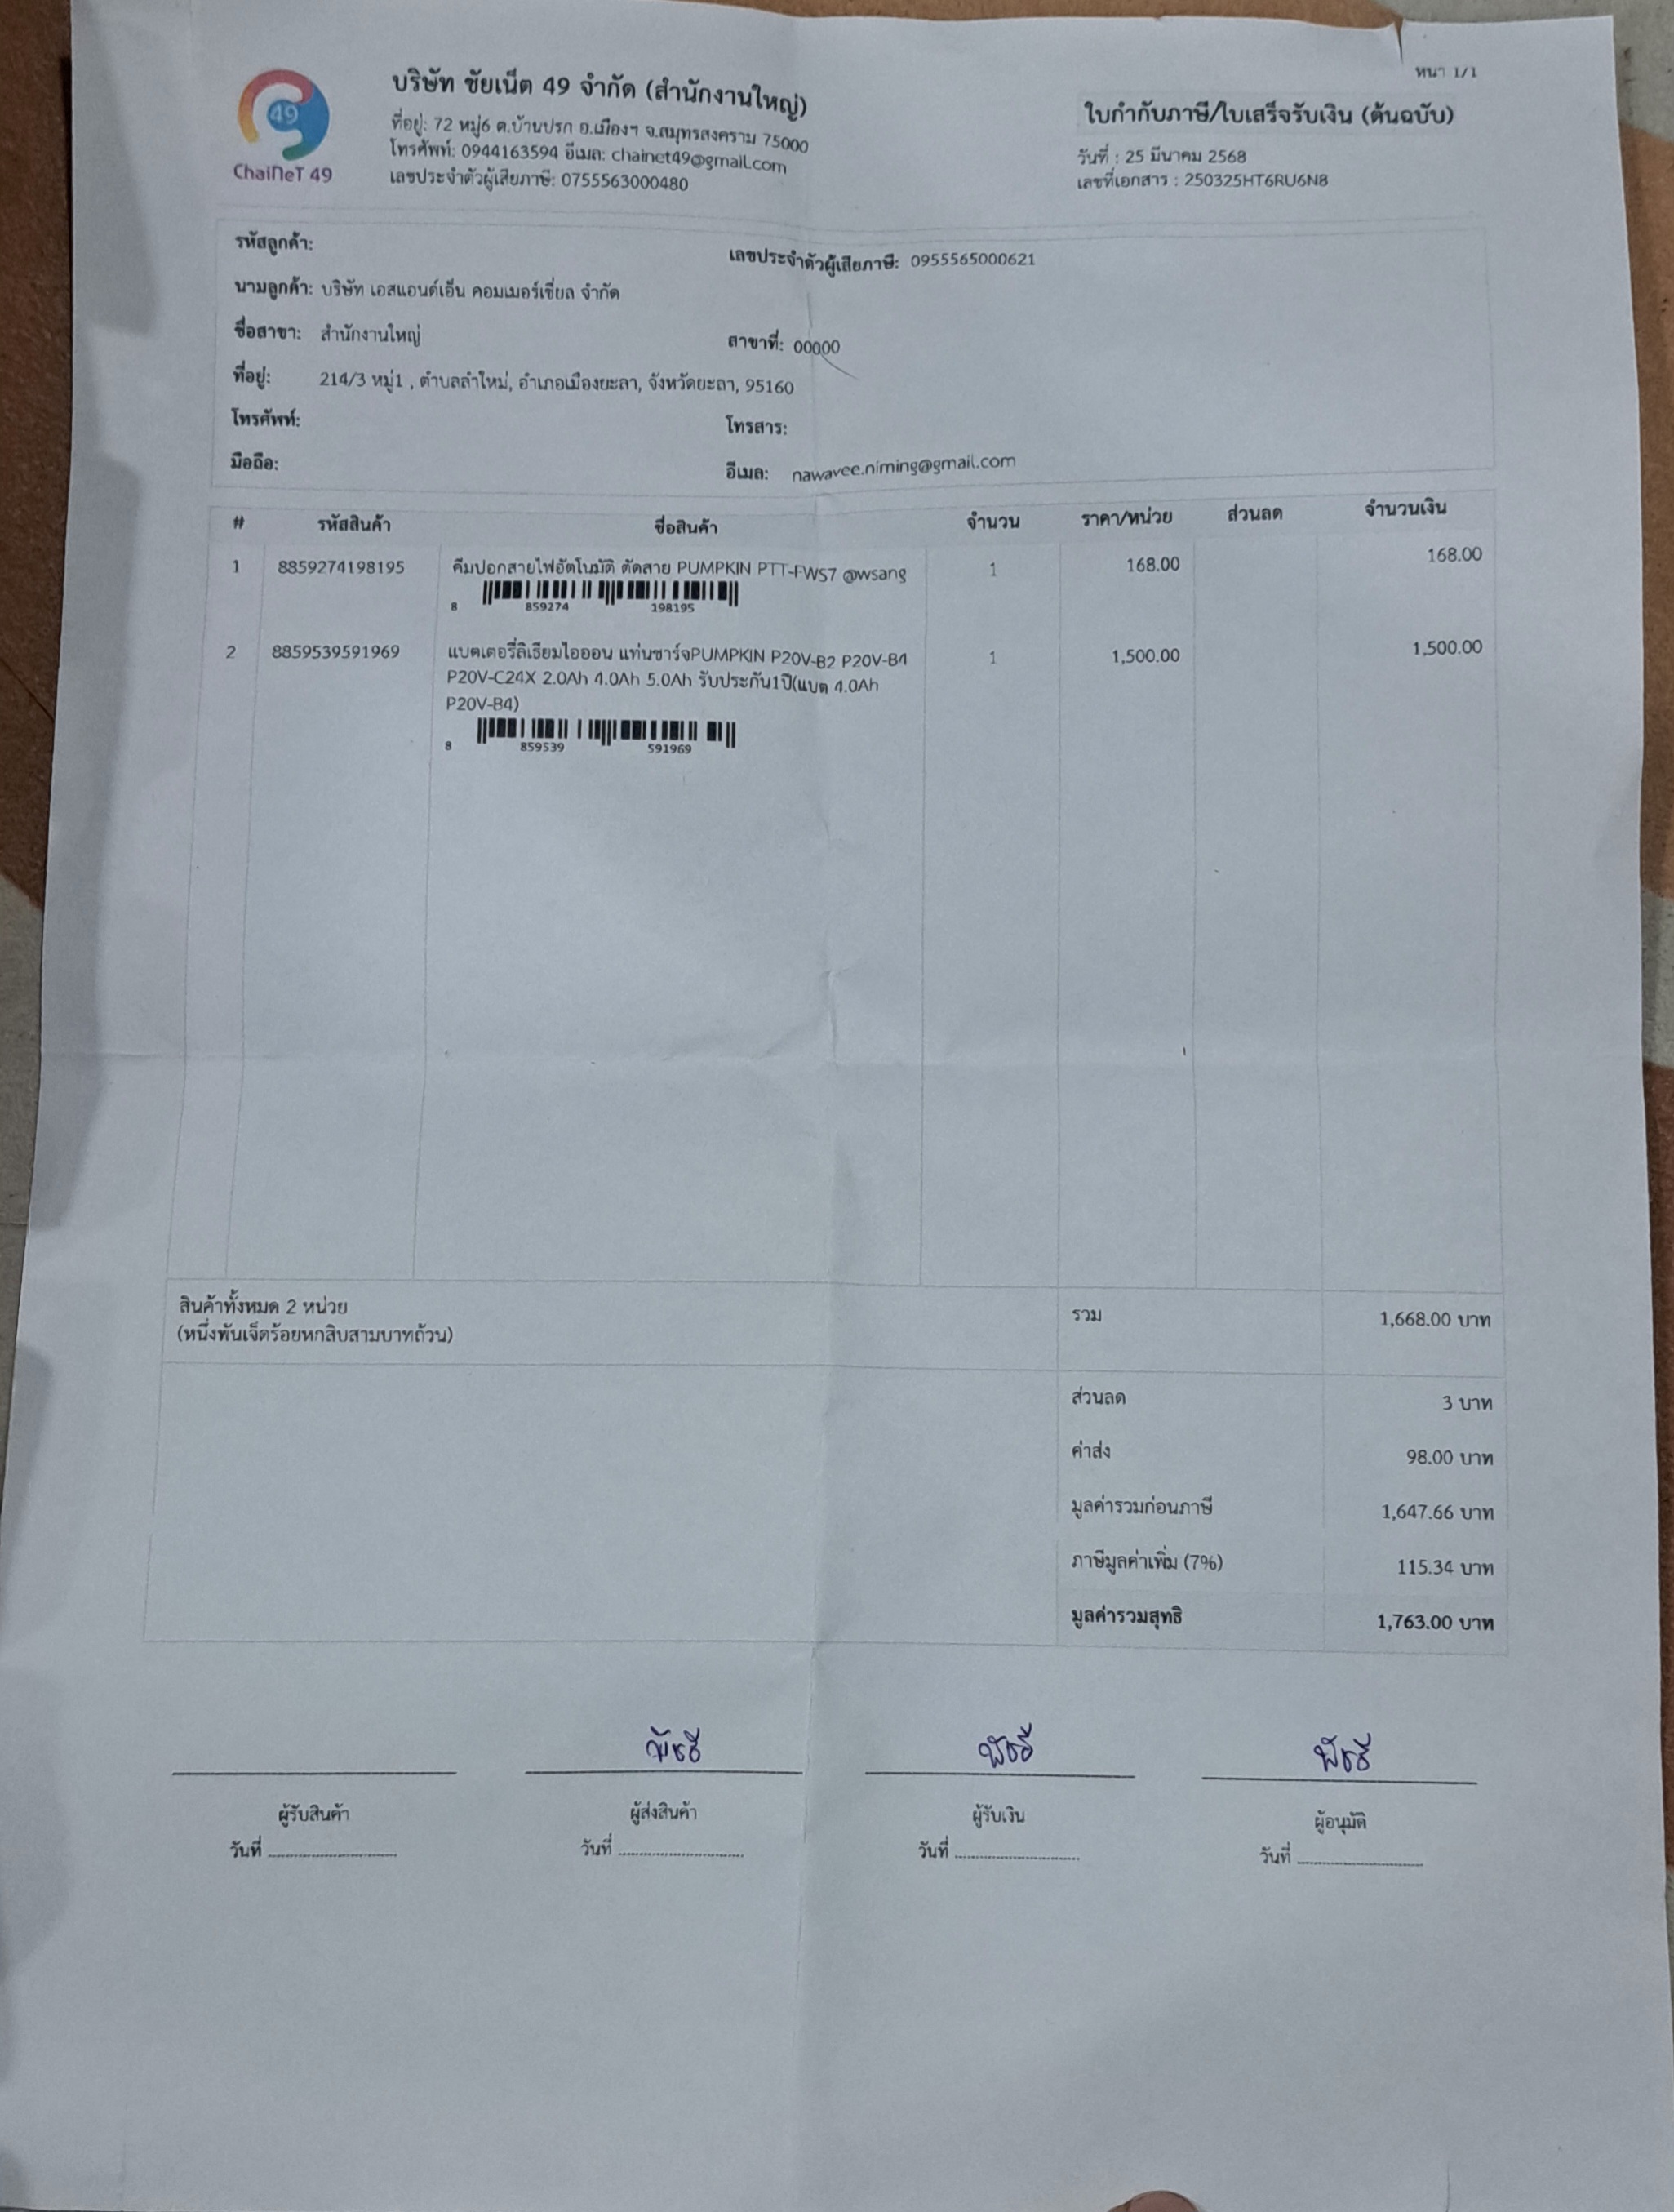 หน้า 1/1
49
ChaiNeT 49
บริษัท ชัยเน็ต 49 จำกัด (สำนักงานใหญ่)
ที่อยู่: 72 หมู่6 ต.บ้านปรก อ.เมืองฯ จ.สมุทรสงคราม 75000
โทรศัพท์: 0944163594 อีเมล: chainet49@gmail.com
เลขประจำตัวผู้เสียภาษี: 0755563000480
ใบกำกับภาษี/ใบเสร็จรับเงิน (ต้นฉบับ)
วันที่ : 25 มีนาคม 2568
เลขที่เอกสาร : 250325HT6RU6N8
รหัสลูกค้า: เลขประจำตัวผู้เสียภาษี: 0955565000621
นามลูกค้า: บริษัท เอสแอนด์เอ็น คอมเมอร์เชี่ยล จำกัด
ชื่อสาขา: สำนักงานใหญ่ สาขาที่: 00000
ที่อยู่: 214/3 หมู่1 , ตำบลลำใหม่, อำเภอเมืองยะลา, จังหวัดยะลา, 95160
โทรศัพท์: โทรสาร:
มือถือ: อีเมล: nawavee.niming@gmail.com
# รหัสสินค้า ชื่อสินค้า จำนวน ราคา/หน่วย ส่วนลด จำนวนเงิน
1 8859274198195 คีมปอกสายไฟอัตโนมัติ ตัดสาย PUMPKIN PTT-FWS7 @wsang 1 168.00 168.00
8 859274 198195
2 8859539591969 แบตเตอรี่ลิเธียมไอออน แท่นชาร์จPUMPKIN P20V-B2 P20V-B4 1 1,500.00 1,500.00
P20V-C24X 2.0Ah 4.0Ah 5.0Ah รับประกัน1ปี(แบต 4.0Ah
P20V-B4)
8 859539 591969
สินค้าทั้งหมด 2 หน่วย
(หนึ่งพันเจ็ดร้อยหกสิบสามบาทถ้วน)
รวม 1,668.00 บาท
ส่วนลด 3 บาท
ค่าส่ง 98.00 บาท
มูลค่ารวมก่อนภาษี 1,647.66 บาท
ภาษีมูลค่าเพิ่ม (7%) 115.34 บาท
มูลค่ารวมสุทธิ 1,763.00 บาท
ผู้รับสินค้า ผู้ส่งสินค้า ผู้รับเงิน ผู้อนุมัติ
วันที่ วันที่ วันที่ วันที่